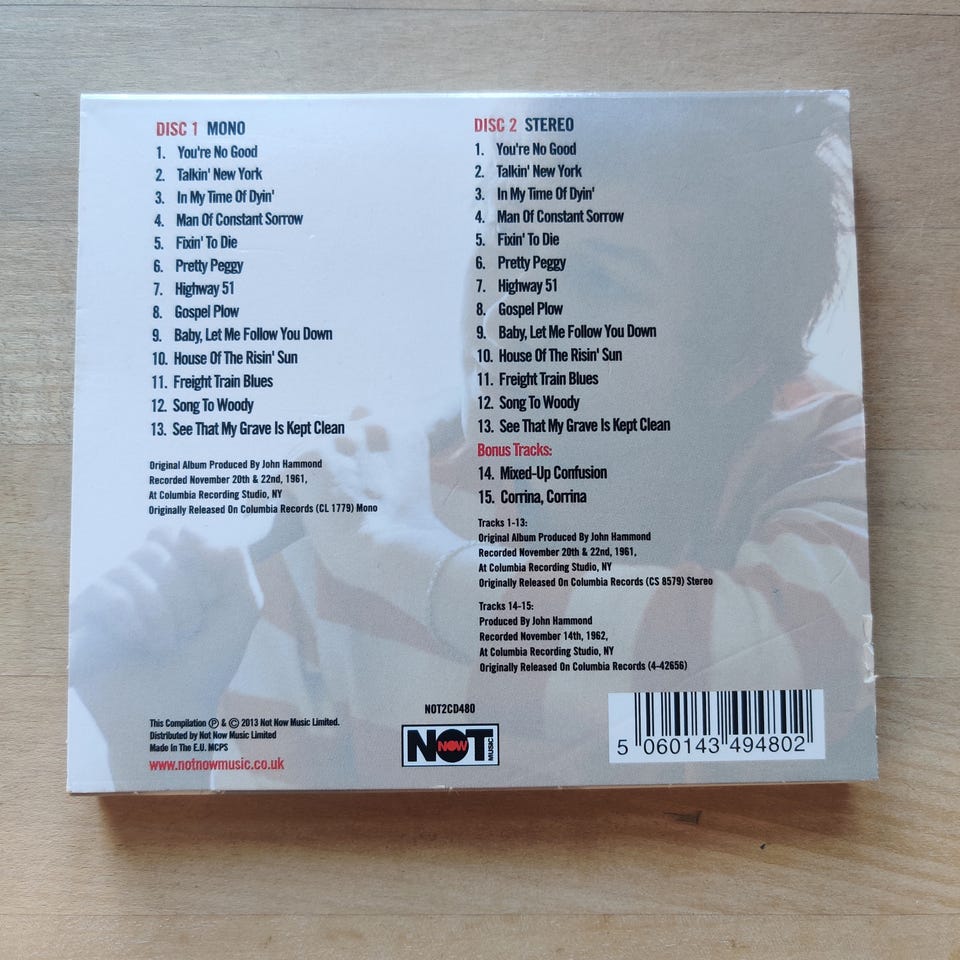 DISC 1 MONO
1. You're No Good
2. Talkin' New York
3. In My Time Of Dyin'
4. Man Of Constant Sorrow
5. Fixin' To Die
6. Pretty Peggy
7. Highway 51
8. Gospel Plow
9. Baby, Let Me Follow You Down
10. House Of The Risin' Sun
11. Freight Train Blues
12. Song To Woody
13. See That My Grave Is Kept Clean
Original Album Produced By John Hammond
Recorded November 20th & 22nd, 1961,
At Columbia Recording Studio, NY
Originally Released On Columbia Records (CL 1779) Mono
DISC 2 STEREO
1. You're No Good
2. Talkin' New York
3. In My Time Of Dyin'
4. Man Of Constant Sorrow
5. Fixin' To Die
6. Pretty Peggy
7. Highway 51
8. Gospel Plow
9. Baby, Let Me Follow You Down
10. House Of The Risin' Sun
11. Freight Train Blues
12. Song To Woody
13. See That My Grave Is Kept Clean
Bonus Tracks:
14. Mixed-Up Confusion
15. Corrina, Corrina
Tracks 1-13:
Original Album Produced By John Hammond
Recorded November 20th & 22nd, 1961,
At Columbia Recording Studio, NY
Originally Released On Columbia Records (CS 8579) Stereo
Tracks 14-15:
Produced By John Hammond
Recorded November 14th, 1962,
At Columbia Recording Studio, NY
Originally Released On Columbia Records (4-42656)
This Compilation ℗ & © 2013 Not Now Music Limited.
Distributed by Not Now Music Limited
Made In The E.U. MCPS
www.notnowmusic.co.uk
NOT2CD480
NOT NOW MUSIC
5 060143 494802